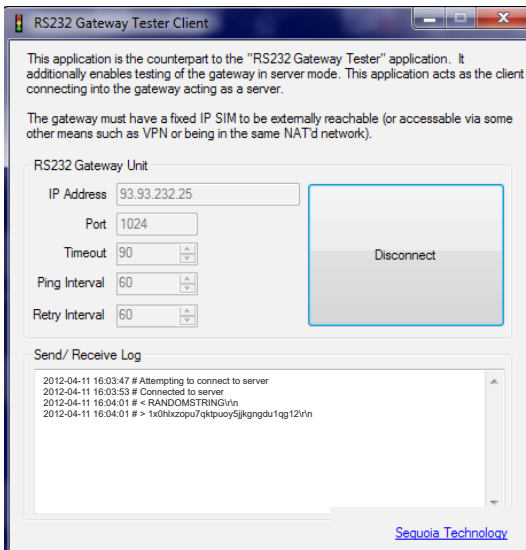 RS232 Gateway Tester Client
This application is the counterpart to the "RS232 Gateway Tester" application. It
additionally enables testing of the gateway in server mode. This application acts as the client
connecting into the gateway acting as a server.
The gateway must have a fixed IP SIM to be externally reachable (or accessable via some
other means such as VPN or being in the same NAT'd network).
RS232 Gateway Unit
IP Address 93.93.232.25
Port 1024
Timeout 90
Ping Interval 60
Retry Interval 60
Disconnect
Send/ Receive Log
2012-04-11 16:03:47 # Attempting to connect to server
2012-04-11 16:03:53 # Connected to server
2012-04-11 16:04:01 # < RANDOMSTRING\r\n
2012-04-11 16:04:01 # > 1x0hlxzopu7qktpuoy5jjkgngdu1qg12\r\n
Sequoia Technology